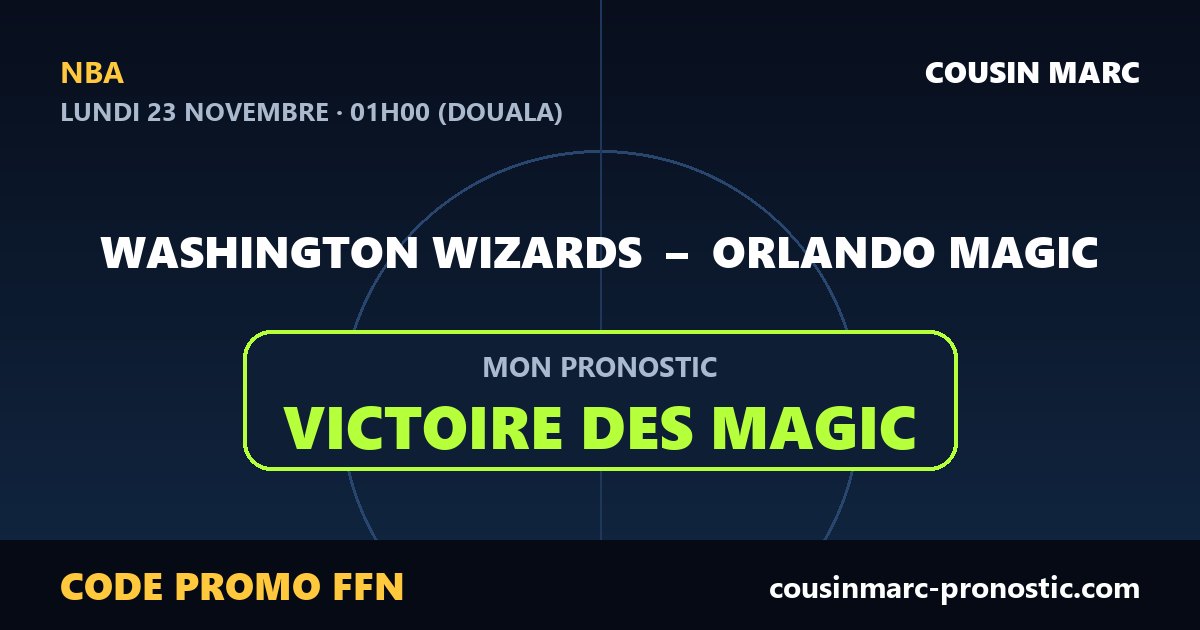 NBA
COUSIN MARC
LUNDI 23 NOVEMBRE · 01H00 (DOUALA)
WASHINGTON WIZARDS – ORLANDO MAGIC
MON PRONOSTIC
VICTOIRE DES MAGIC
CODE PROMO FFN
cousinmarc-pronostic.com